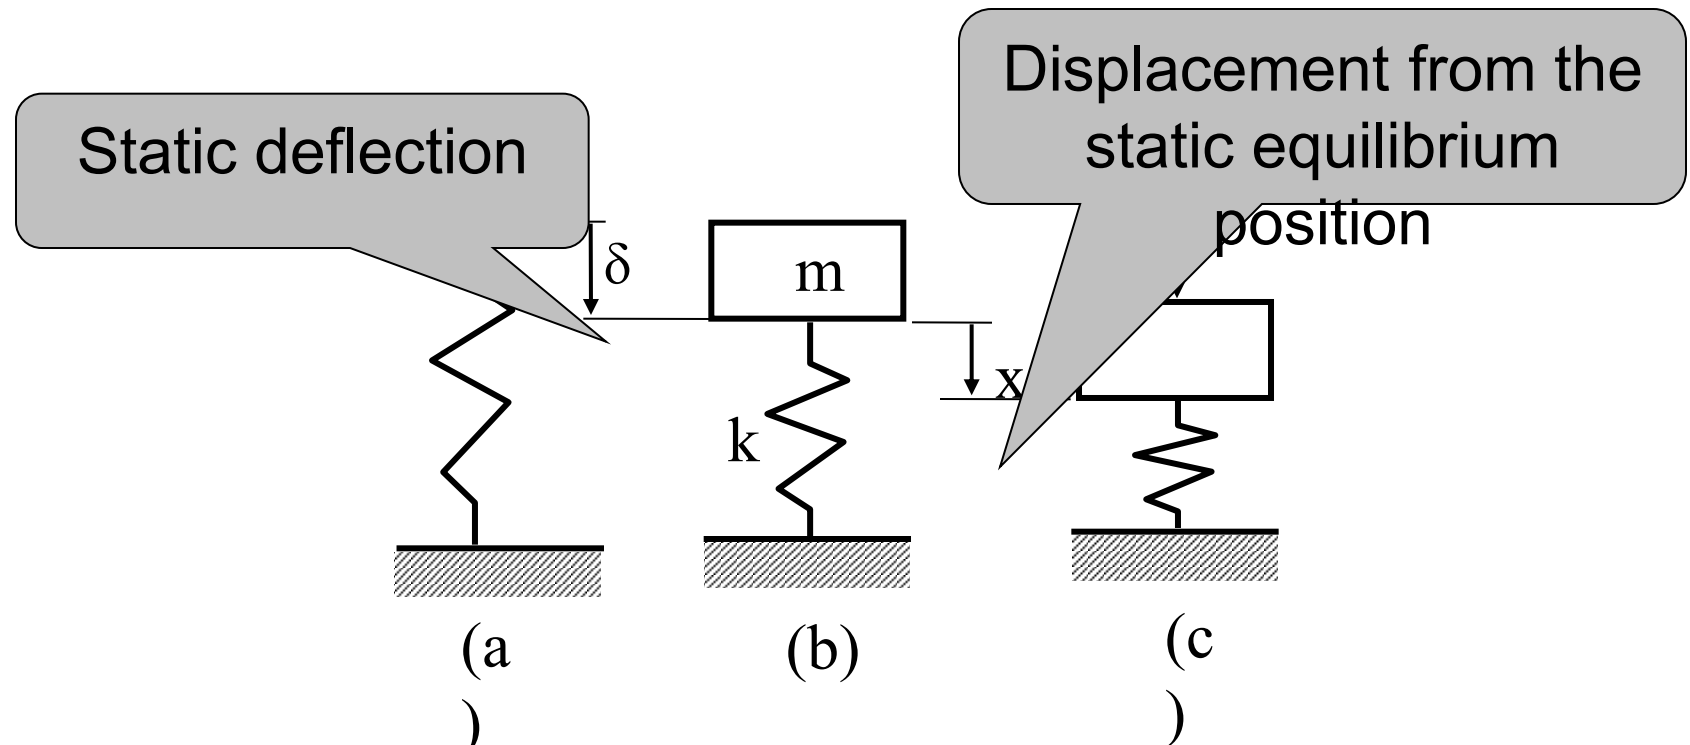 Displacement from the
static equilibrium
position
Static deflection
δ
m
x
k
(a
)
(b)
(c
)